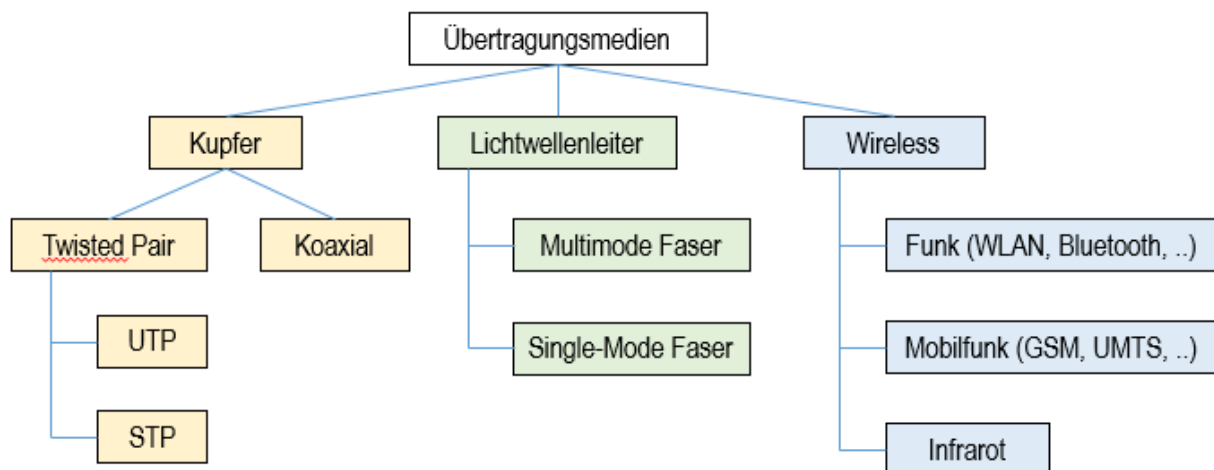 Übertragungsmedien
Kupfer
Lichtwellenleiter
Wireless
Twisted Pair
Koaxial
Multimode Faser
Funk (WLAN, Bluetooth, ..)
UTP
Single-Mode Faser
Mobilfunk (GSM, UMTS, ..)
STP
Infrarot